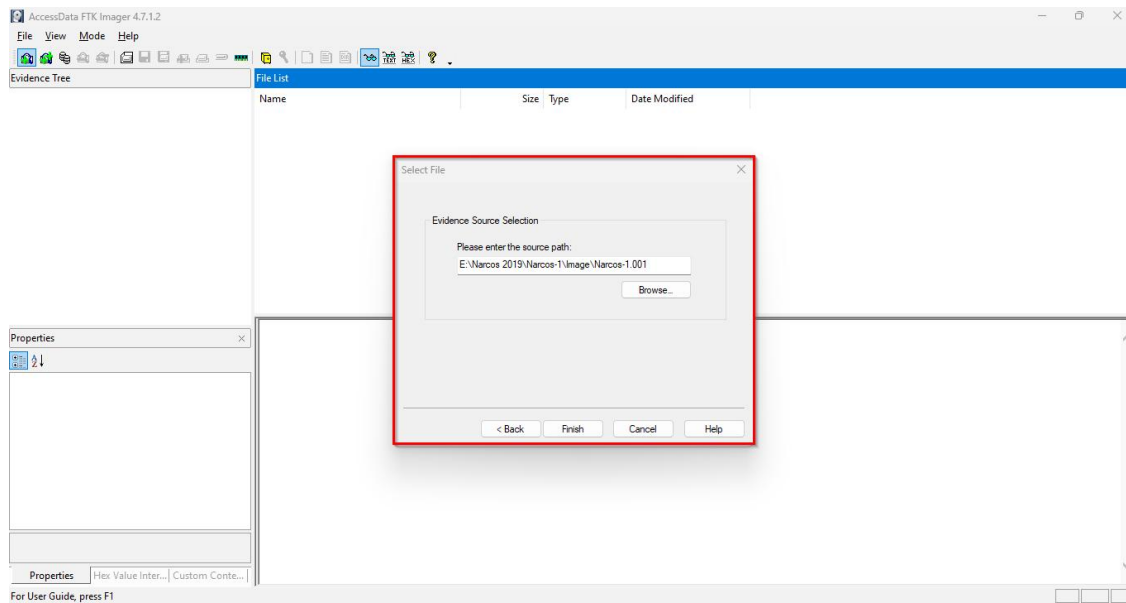 AccessData FTK Imager 4.7.1.2
File View Mode Help
Evidence Tree
File List
Name Size Type Date Modified
Select File
Evidence Source Selection
Please enter the source path:
E:\Narcos 2019\Narcos-1\Image\Narcos-1.001
Browse...
< Back Finish Cancel Help
Properties
Properties Hex Value Inter... Custom Conte...
For User Guide, press F1